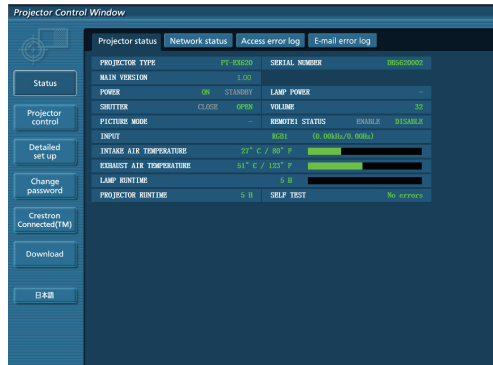 Projector Control Window
Projector status Network status Access error log E-mail error log
PROJECTOR TYPE PT-EX620 SERIAL NUMBER DB5620002
MAIN VERSION 1.00
POWER ON STANDBY LAMP POWER -
SHUTTER CLOSE OPEN VOLUME 32
PICTURE MODE - REMOTE1 STATUS ENABLE DISABLE
INPUT RGB1 (0.00kHz/0.00Hz)
INTAKE AIR TEMPERATURE 27° C / 80° F
EXHAUST AIR TEMPERATURE 51° C / 123° F
LAMP RUNTIME 5 H
PROJECTOR RUNTIME 5 H SELF TEST No errors
Status
Projector
control
Detailed
set up
Change
password
Crestron
Connected(TM)
Download
日本語